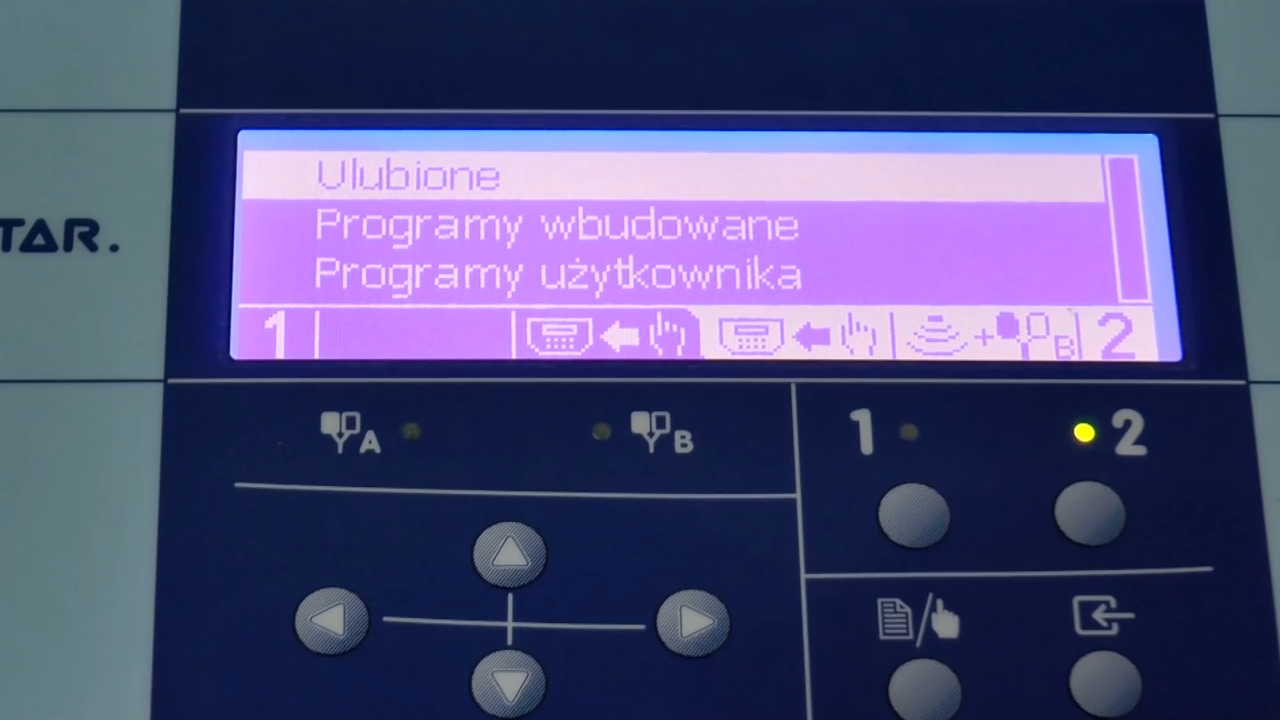 Ulubione
Programy wbudowane
Programy użytkownika
1 + B 2
TAR.
A B 1 2